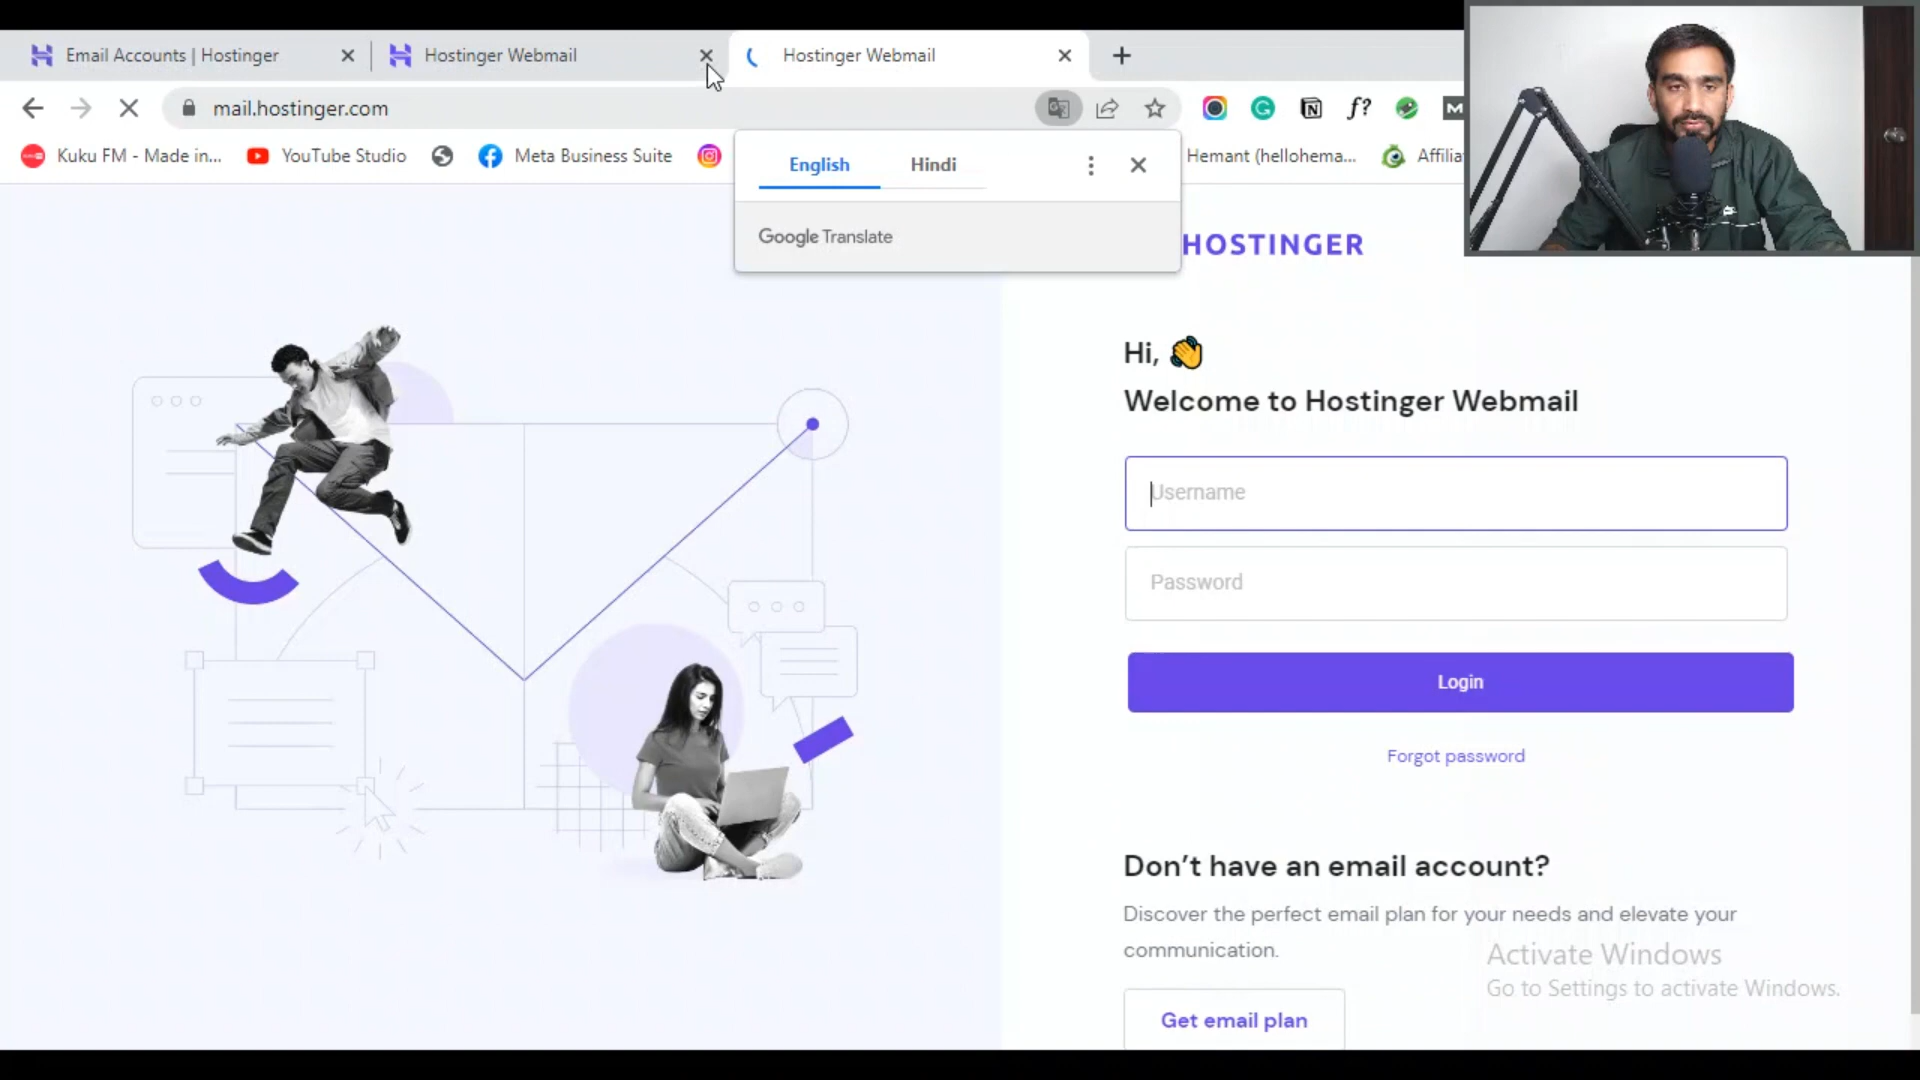 Email Accounts | Hostinger
Hostinger Webmail
Hostinger Webmail
mail.hostinger.com
f?
M
Kuku FM - Made in...
YouTube Studio
Meta Business Suite
Hemant (hellohema...
English
Hindi
Google Translate
HOSTINGER
Hi, 👋
Welcome to Hostinger Webmail
Username
Password
Login
Forgot password
Don’t have an email account?
Discover the perfect email plan for your needs and elevate your
communication.
Activate Windows
Go to Settings to activate Windows.
Get email plan